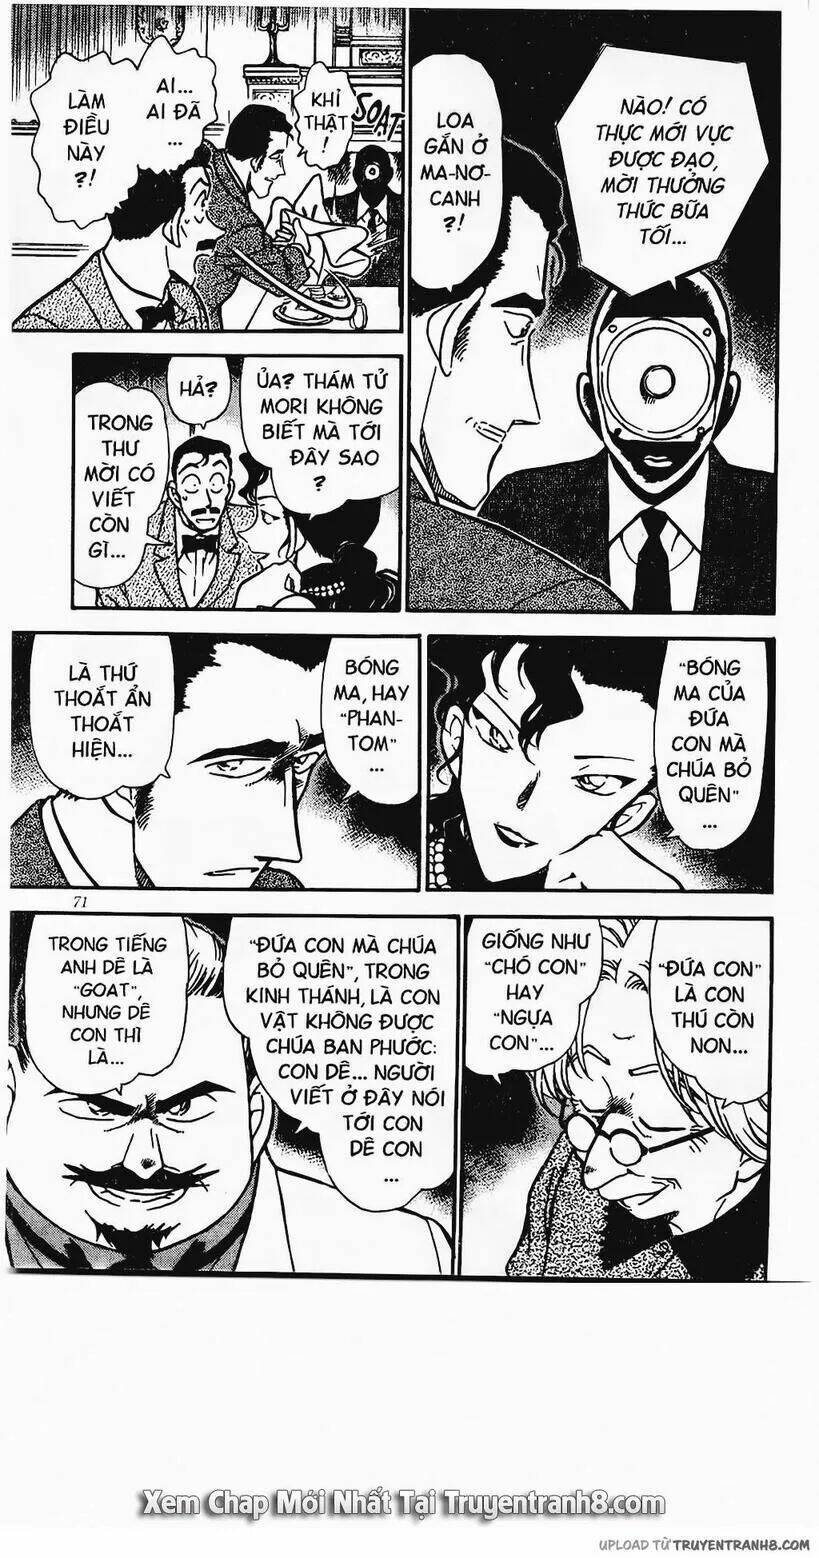 NÀO! CÓ
THỰC MỚI VỰC
ĐƯỢC ĐẠO,
MỜI THƯỞNG
THỨC BỮA
TỐI...
LOA
GẮN Ở
MA-NƠ-
CANH
?!
SOAT
KHỈ
THẬT
!
AI...
AI ĐÃ
...
LÀM
ĐIỀU
NÀY
?!
ỦA? THÁM TỬ
MORI KHÔNG
BIẾT MÀ TỚI
ĐÂY SAO
?
HẢ?
TRONG
THƯ
MỜI CÓ
VIẾT
CÒN
GÌ...
"BÓNG
MA CỦA
ĐỨA
CON MÀ
CHÚA BỎ
QUÊN"
...
BÓNG
MA, HAY
"PHAN-
TOM"
...
LÀ THỨ
THOẮT ẨN
THOẮT
HIỆN...
71
"ĐỨA CON"
LÀ CON
THÚ CÒN
NON...
GIỐNG NHƯ
"CHÓ CON"
HAY
"NGỰA
CON"...
"ĐỨA CON MÀ CHÚA
BỎ QUÊN", TRONG
KINH THÁNH, LÀ CON
VẬT KHÔNG ĐƯỢC
CHÚA BAN PHƯỚC:
CON DÊ... NGƯỜI
VIẾT Ở ĐÂY NÓI
TỚI CON
DÊ CON
...
TRONG TIẾNG
ANH DÊ LÀ
"GOAT",
NHƯNG DÊ
CON THÌ
LÀ...
Xem Chap Mới Nhất Tại Truyentranh8.com
UPLOAD TỪ TRUYENTRANH8.COM